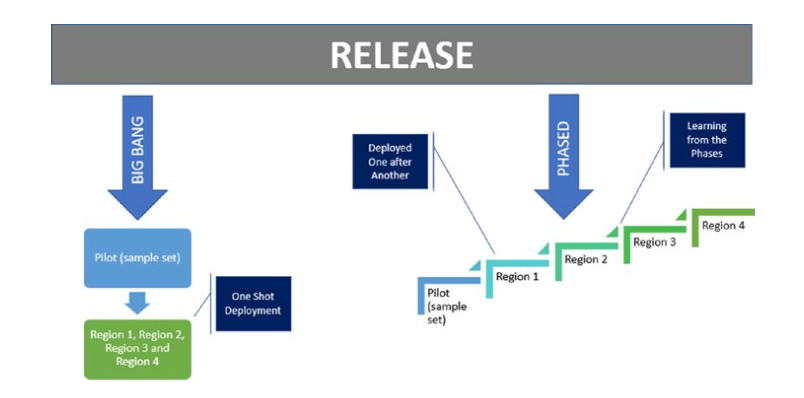 RELEASE
BIG BANG
Pilot (sample set)
Region 1, Region 2,
Region 3 and
Region 4
One Shot
Deployment
PHASED
Deployed
One after
Another
Learning
from the
Phases
Pilot
(sample
set)
Region 1
Region 2
Region 3
Region 4